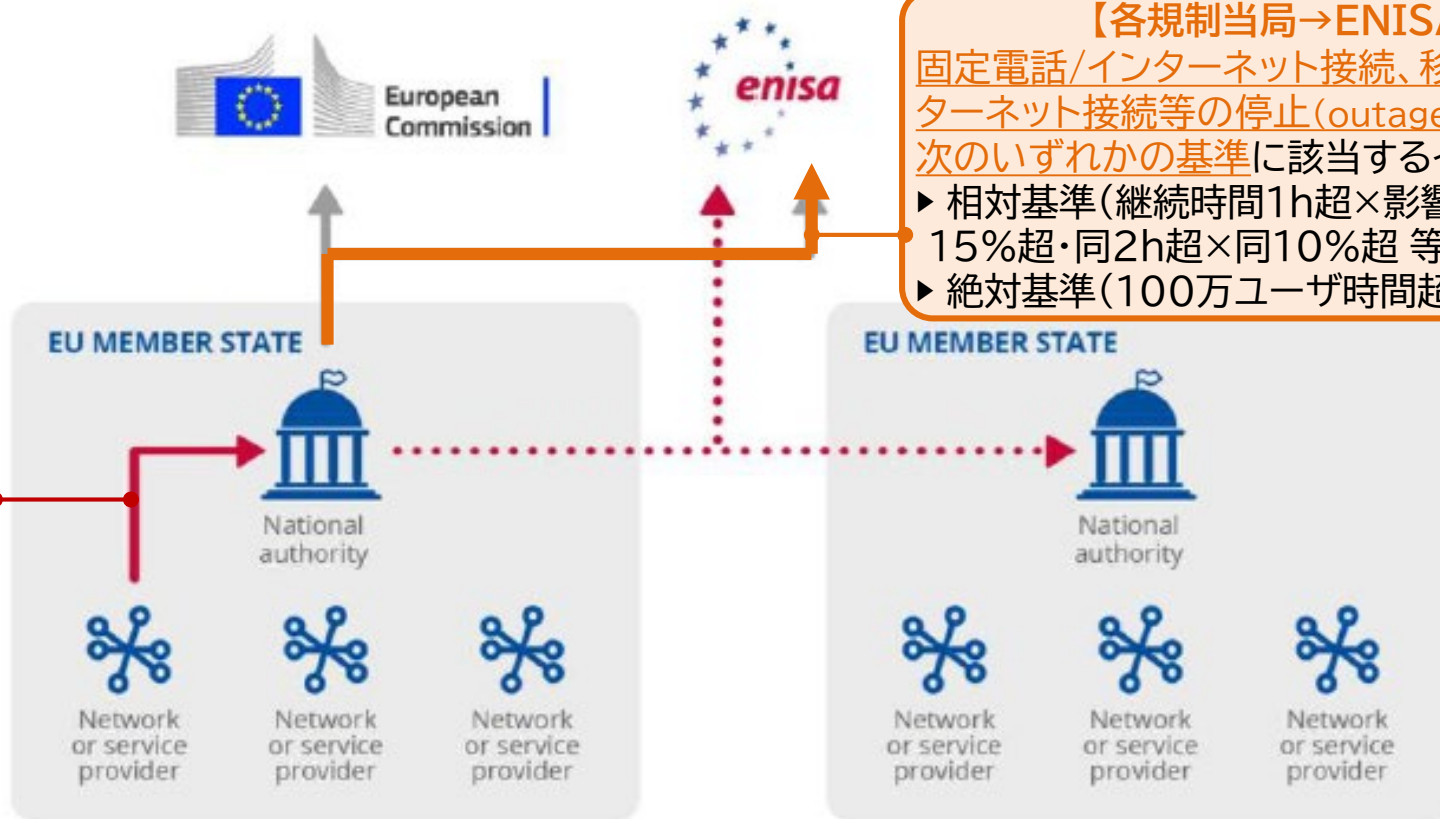 European
Commission
enisa
【各規制当局→ENISA
固定電話/インターネット接続、移
ターネット接続等の停止(outage
次のいずれかの基準に該当する
▶ 相対基準(継続時間1h超×影響
15%超・同2h超×同10%超 等
▶ 絶対基準(100万ユーザ時間超
EU MEMBER STATE
National
authority
Network
or service
provider
Network
or service
provider
Network
or service
provider
EU MEMBER STATE
National
authority
Network
or service
provider
Network
or service
provider
Network
or service
provider